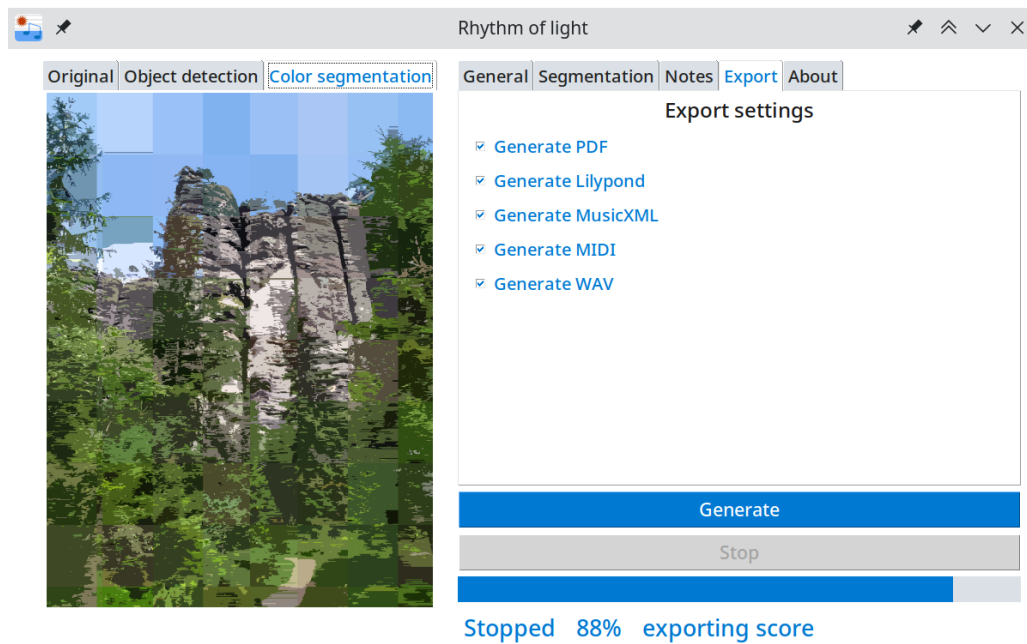 Rhythm of light
Original Object detection Color segmentation
General Segmentation Notes Export About
Export settings
Generate PDF
Generate Lilypond
Generate MusicXML
Generate MIDI
Generate WAV
Generate
Stop
Stopped 88% exporting score